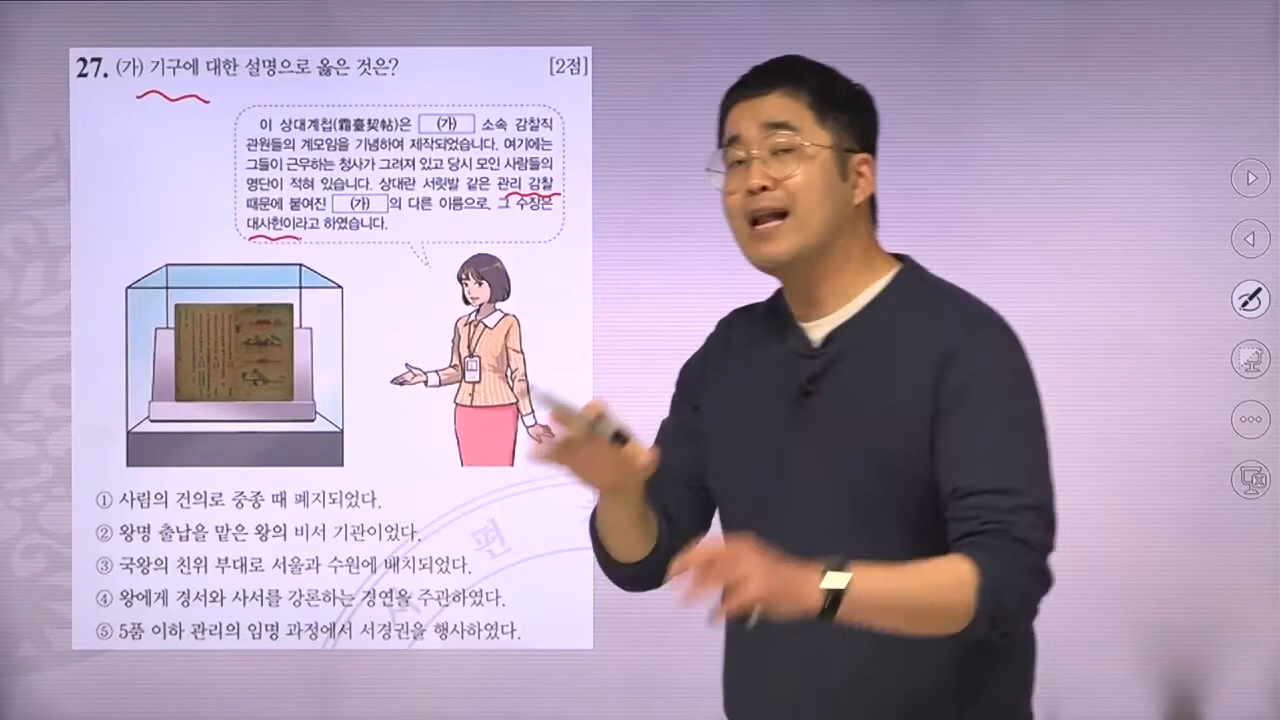 27. (가) 기구에 대한 설명으로 옳은 것은? [2점]
이 상대계첩(霜臺契帖)은 (가) 소속 감찰직
관원들의 계모임을 기념하여 제작되었습니다. 여기에는
그들이 근무하는 청사가 그려져 있고 당시 모인 사람들의
명단이 적혀 있습니다. 상대란 서릿발 같은 관리 감찰
때문에 붙여진 (가) 의 다른 이름으로, 그 수장은
대사헌이라고 하였습니다.
① 사림의 건의로 중종 때 폐지되었다.
② 왕명 출납을 맡은 왕의 비서 기관이었다.
③ 국왕의 친위 부대로 서울과 수원에 배치되었다.
④ 왕에게 경서와 사서를 강론하는 경연을 주관하였다.
⑤ 5품 이하 관리의 임명 과정에서 서경권을 행사하였다.
편